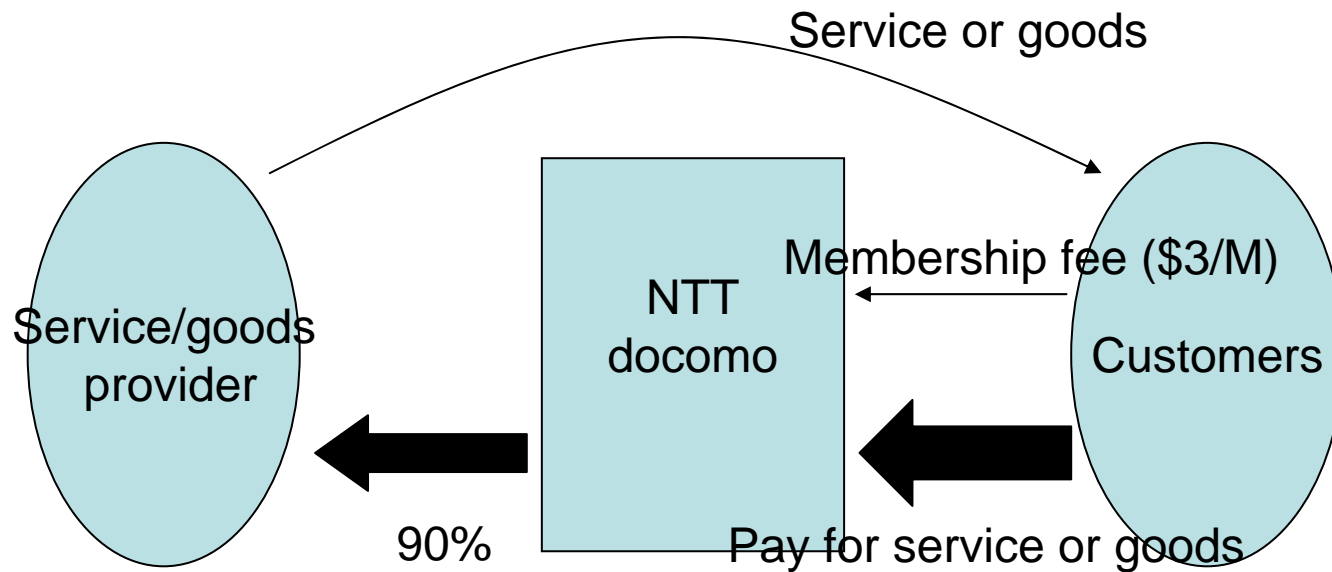 Service or goods
Membership fee ($3/M)
NTT
docomo
Service/goods
provider
Customers
90%
Pay for service or goods